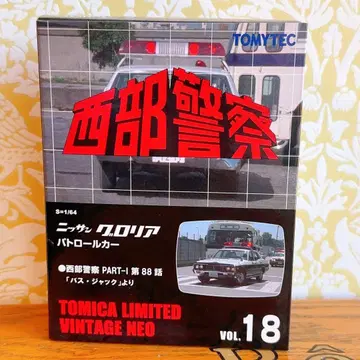 TOMYTEC
西部警察
S=1/64
ニッサン グロリア
パトロールカー
●西部警察 PART-I 第88話
「バス・ジャック」より
TOMICA LIMITED
VINTAGE NEO
VOL. 18